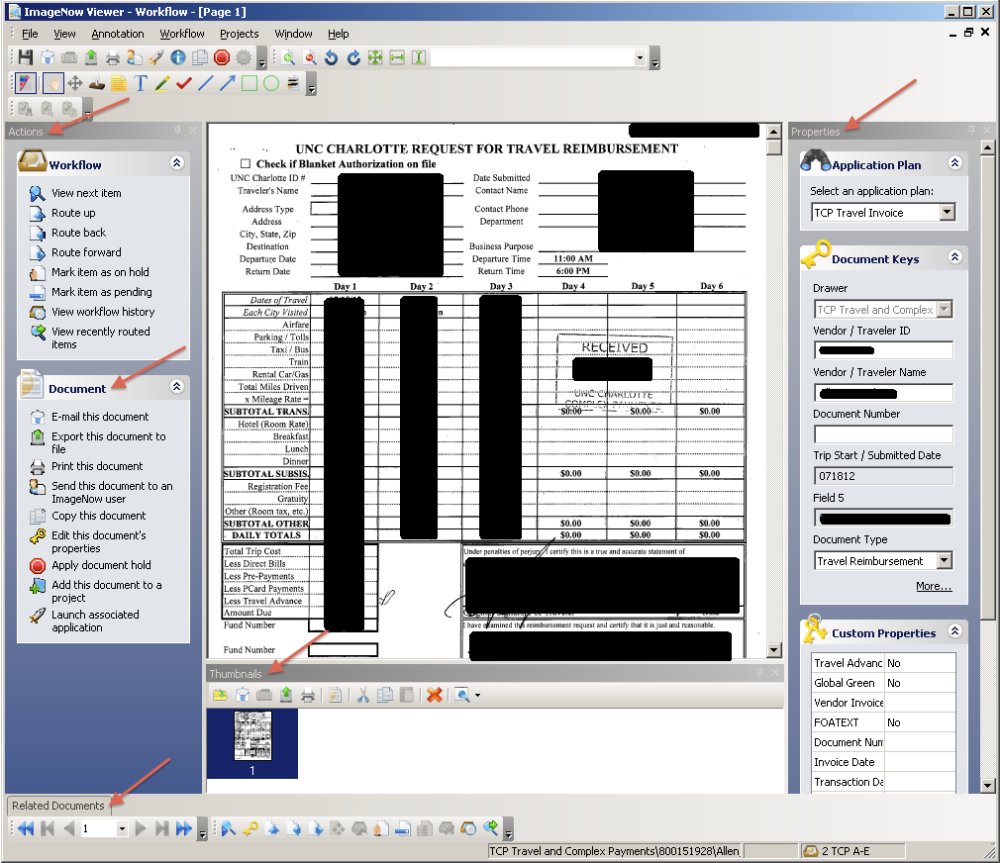 ImageNow Viewer - Workflow - [Page 1]
File View Annotation Workflow Projects Window Help
Actions
Workflow
View next item
Route up
Route back
Route forward
Mark item as on hold
Mark item as pending
View workflow history
View recently routed
items
Document
E-mail this document
Export this document to
file
Print this document
Send this document to an
ImageNow user
Copy this document
Edit this document's
properties
Apply document hold
Add this document to a
project
Launch associated
application
UNC CHARLOTTE REQUEST FOR TRAVEL REIMBURSEMENT
Check if Blanket Authorization on file
UNC Charlotte ID # Date Submitted
Traveler's Name Contact Name
Address Type Contact Phone
Address Department
City, State, Zip
Destination Business Purpose
Departure Date Departure Time 11:00 AM
Return Date Return Time 6:00 PM
Day 1 Day 2 Day 3 Day 4 Day 5 Day 6
Dates of Travel
Each City Visited
Airfare
Parking / Tolls
Taxi / Bus
Train
Rental Car/Gas
Total Miles Driven
x Mileage Rate =
SUBTOTAL TRANS. $0.00 $0.00 $0.00
RECEIVED
UNC CHARLOTTE
COMPLEX PAYMENTS
Hotel (Room Rate)
Breakfast
Lunch
Dinner
SUBTOTAL SUBSIS. $0.00 $0.00 $0.00
Registration Fee
Gratuity
Other (Room tax, etc.)
SUBTOTAL OTHER $0.00 $0.00 $0.00
DAILY TOTALS $0.00 $0.00 $0.00
Total Trip Cost
Less Direct Bills
Less Pre-Payments
Less PCard Payments
Less Travel Advance
Amount Due
Fund Number
Fund Number
Under penalties of perjury I certify this is a true and accurate statement of
I have examined this reimbursement request and certify that it is just and reasonable.
Thumbnails
1
Properties
Application Plan
Select an application plan:
TCP Travel Invoice
Document Keys
Drawer
TCP Travel and Complex
Vendor / Traveler ID
Vendor / Traveler Name
Document Number
Trip Start / Submitted Date
071812
Field 5
Document Type
Travel Reimbursement
More...
Custom Properties
Travel Advanc No
Global Green No
Vendor Invoice
FOATEXT No
Document Num
Invoice Date
Transaction Da
Related Documents
1
TCP Travel and Complex Payments\800151928\Allen
2 TCP A-E